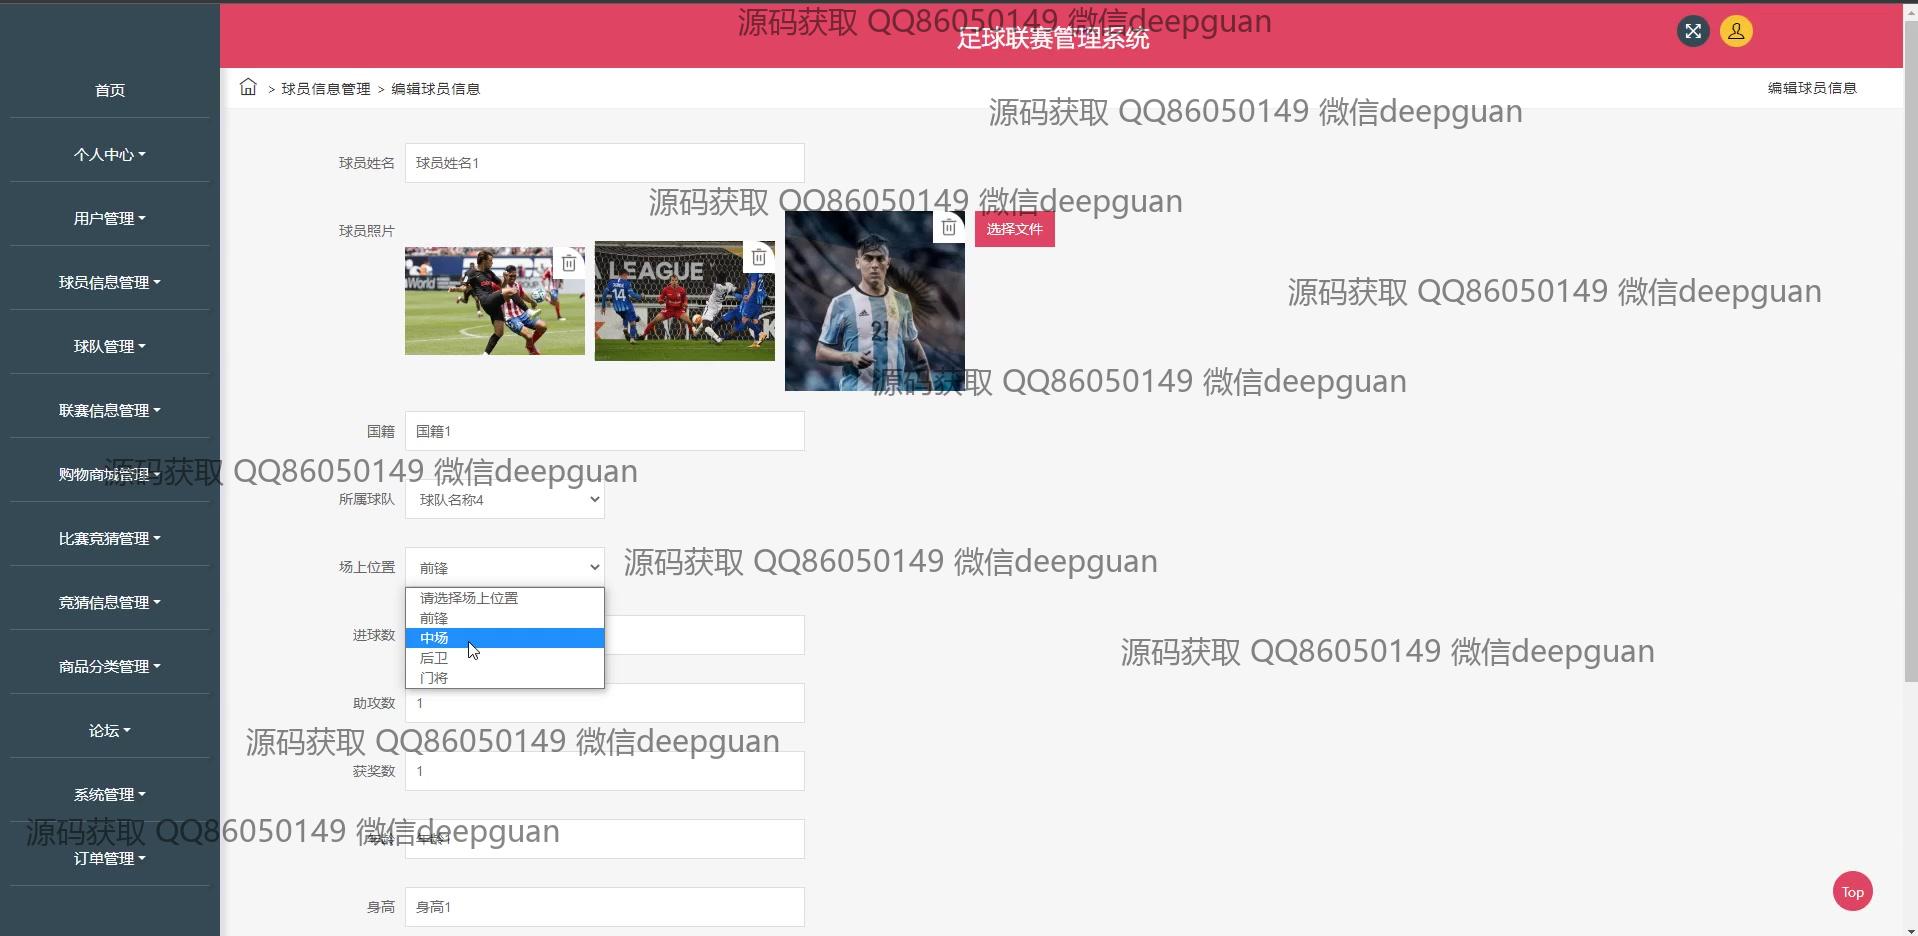 源码获取 QQ86050149 微信deepguan
足球联赛管理系统
首页
> 球员信息管理 > 编辑球员信息
编辑球员信息
源码获取 QQ86050149 微信deepguan
个人中心
球员姓名
球员姓名1
源码获取 QQ86050149 微信deepguan
用户管理
球员照片
World
14
LEAGUE
21
选择文件
球员信息管理
源码获取 QQ86050149 微信deepguan
球队管理
源码获取 QQ86050149 微信deepguan
联赛信息管理
国籍
国籍1
购物商城管理
源码获取 QQ86050149 微信deepguan
所属球队
球队名称4
比赛竞猜管理
场上位置
前锋
源码获取 QQ86050149 微信deepguan
请选择场上位置
前锋
中场
后卫
门将
竞猜信息管理
进球数
源码获取 QQ86050149 微信deepguan
商品分类管理
助攻数
1
论坛
源码获取 QQ86050149 微信deepguan
获奖数
1
系统管理
源码获取 QQ86050149 微信deepguan
年龄
年龄1
订单管理
身高
身高1
Top